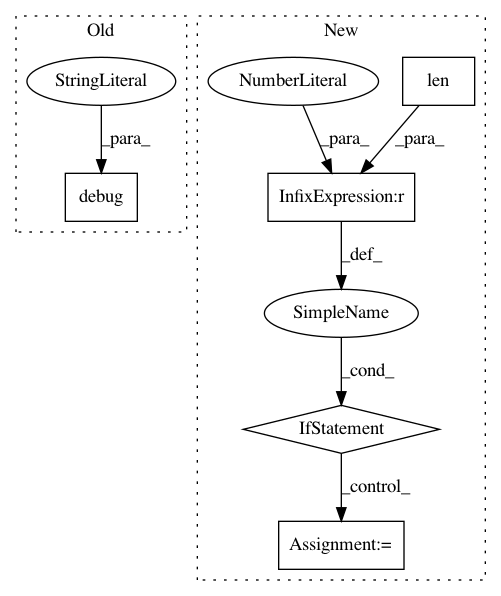 Old
New
StringLiteral
NumberLiteral
len
_para_
_para_
_para_
debug
InfixExpression:r
_def_
SimpleName
_cond_
IfStatement
_control_
Assignment:=